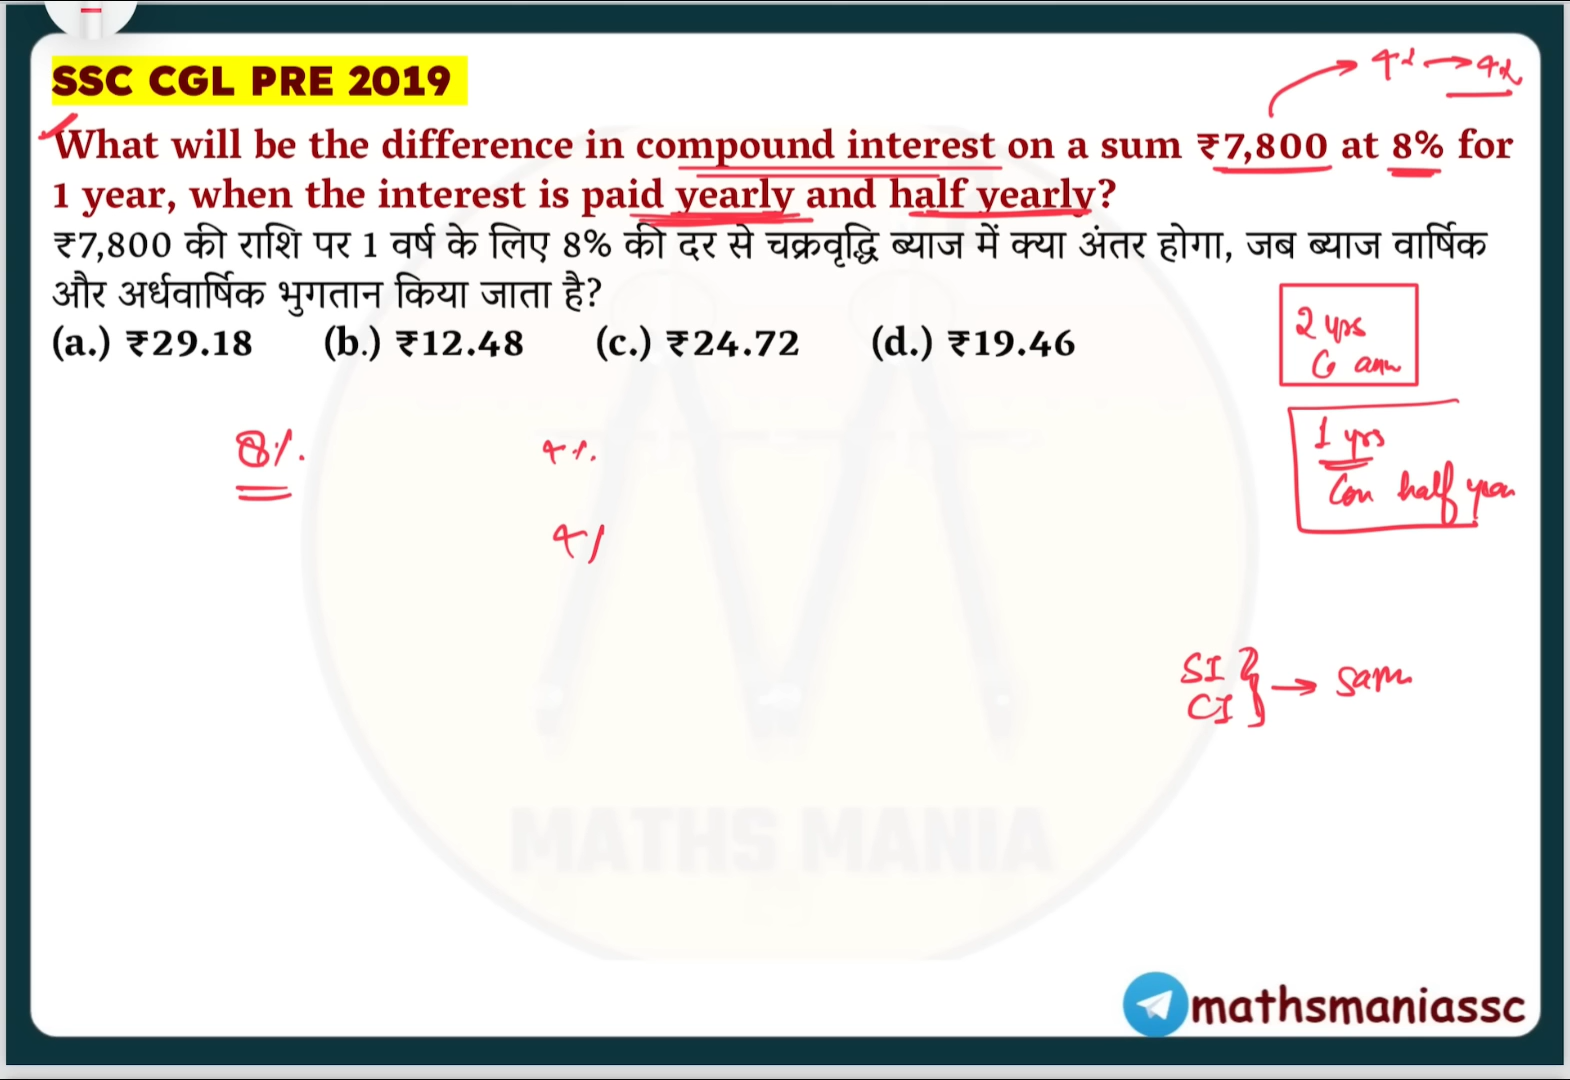 SSC CGL PRE 2019
4% → 4%
What will be the difference in compound interest on a sum ₹7,800 at 8% for
1 year, when the interest is paid yearly and half yearly?
₹7,800 की राशि पर 1 वर्ष के लिए 8% की दर से चक्रवृद्धि ब्याज में क्या अंतर होगा, जब ब्याज वार्षिक
और अर्धवार्षिक भुगतान किया जाता है?
(a.) ₹29.18 (b.) ₹12.48 (c.) ₹24.72 (d.) ₹19.46
2 yrs
8%
4%
1 yrs
half
4%
SI
CI
→ same
MATHS MANIA
mathsmaniassc